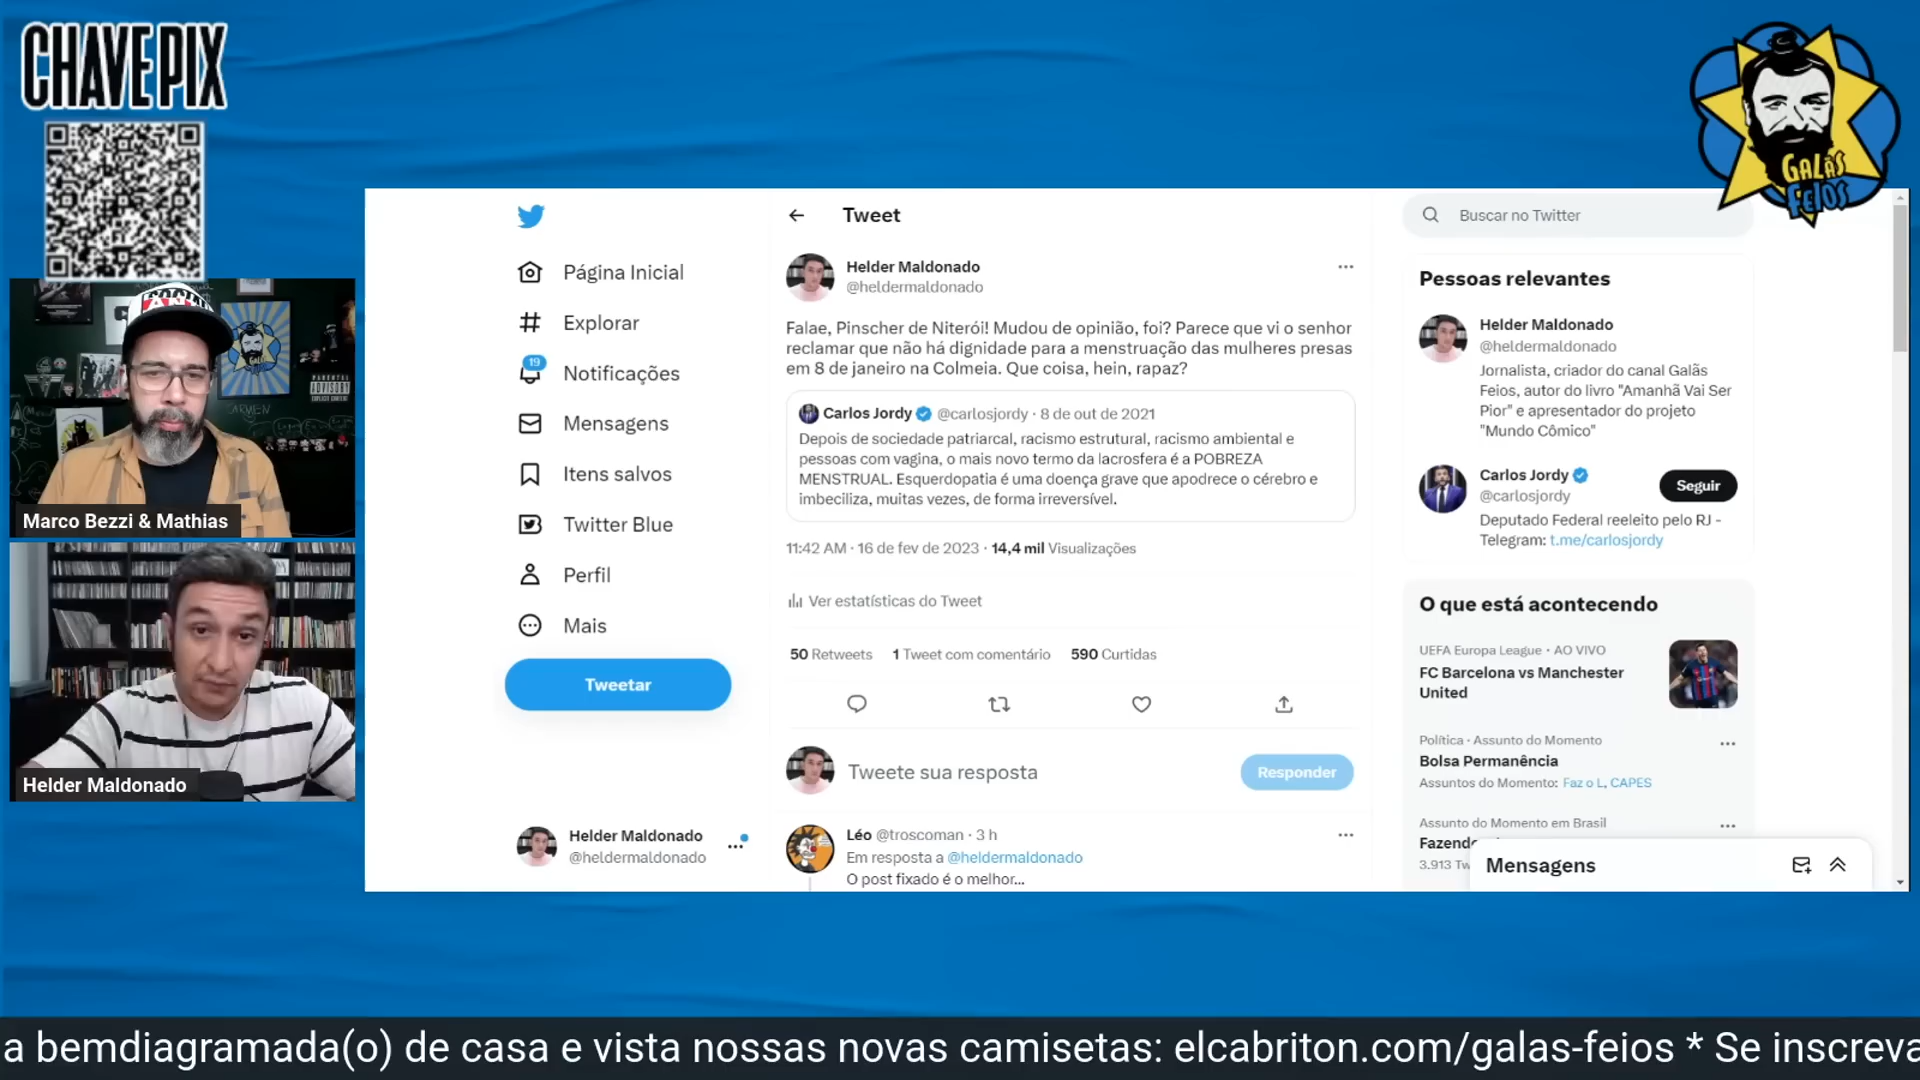 CHAVE PIX
GALÃS
FEIOS
CARMEN
PARENTAL
ADVISORY
Marco Bezzi & Mathias
Helder Maldonado
Página Inicial
Explorar
19
Notificações
Mensagens
Itens salvos
Twitter Blue
Perfil
Mais
Tweetar
Helder Maldonado
@heldermaldonado
Tweet
Helder Maldonado
@heldermaldonado
Falae, Pinscher de Niterói! Mudou de opinião, foi? Parece que vi o senhor
reclamar que não há dignidade para a menstruação das mulheres presas
em 8 de janeiro na Colmeia. Que coisa, hein, rapaz?
Carlos Jordy @carlosjordy · 8 de out de 2021
Depois de sociedade patriarcal, racismo estrutural, racismo ambiental e
pessoas com vagina, o mais novo termo da lacrosfera é a POBREZA
MENSTRUAL. Esquerdopatia é uma doença grave que apodrece o cérebro e
imbeciliza, muitas vezes, de forma irreversível.
11:42 AM · 16 de fev de 2023 · 14,4 mil Visualizações
Ver estatísticas do Tweet
50 Retweets 1 Tweet com comentário 590 Curtidas
Tweete sua resposta
Responder
Léo @troscoman · 3 h
Em resposta a @heldermaldonado
O post fixado é o melhor...
Buscar no Twitter
Pessoas relevantes
Helder Maldonado
@heldermaldonado
Jornalista, criador do canal Galãs
Feios, autor do livro "Amanhã Vai Ser
Pior" e apresentador do projeto
"Mundo Cômico"
Carlos Jordy
@carlosjordy
Seguir
Deputado Federal reeleito pelo RJ -
Telegram: t.me/carlosjordy
O que está acontecendo
UEFA Europa League · AO VIVO
FC Barcelona vs Manchester
United
Política · Assunto do Momento
Bolsa Permanência
Assuntos do Momento: Faz o L, CAPES
Assunto do Momento em Brasil
Fazend
3.913 Tw
Mensagens
a bemdiagramada(o) de casa e vista nossas novas camisetas: elcabriton.com/galas-feios * Se inscreva